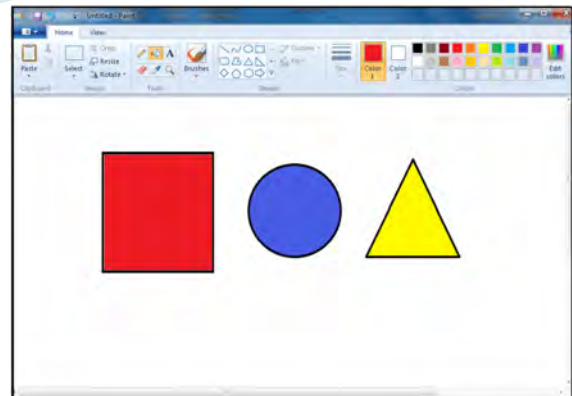 Untitled - Paint
Home View
Paste
Select
Crop
Resize
Rotate
A
Brushes
Outline
Fill
Size
Color 1
Color 2
Edit colors
Clipboard
Image
Tools
Shapes
Colors